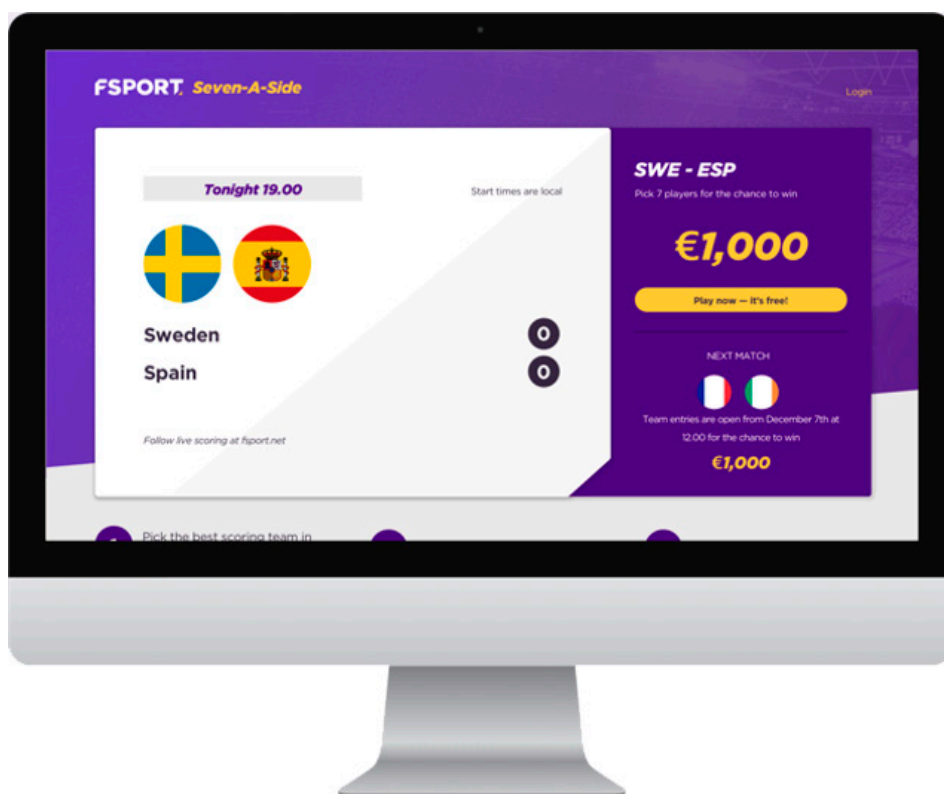 FSPORT. Seven-A-Side
Login
Tonight 19.00
Start times are local
Sweden 0
Spain 0
Follow live scoring at fsport.net
SWE - ESP
Pick 7 players for the chance to win
€1,000
Play now — it's free!
NEXT MATCH
Team entries are open from December 7th at
12.00 for the chance to win
€1,000
Pick the best scoring team in